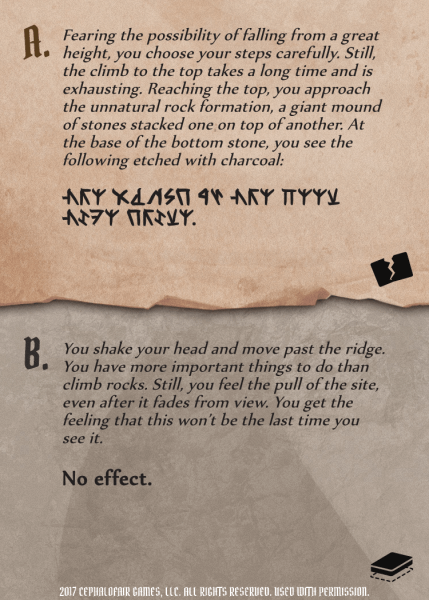 A.
Fearing the possibility of falling from a great
height, you choose your steps carefully. Still,
the climb to the top takes a long time and is
exhausting. Reaching the top, you approach
the unnatural rock formation, a giant mound
of stones stacked one on top of another. At
the base of the bottom stone, you see the
following etched with charcoal:
B.
You shake your head and move past the ridge.
You have more important things to do than
climb rocks. Still, you feel the pull of the site,
even after it fades from view. You get the
feeling that this won't be the last time you
see it.
No effect.
2017 CEPHALOFAIR GAMES, LLC. ALL RIGHTS RESERVED. USED WITH PERMISSION.